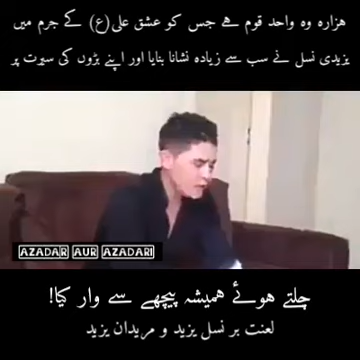 ہزارہ وہ واحد قوم ہے جس کو عشق علی(ع) کے جرم میں
یزیدی نسل نے سب سے زیادہ نشانا بنایا اور اپنے بڑوں کی سیرت پر
AZADAR AUR AZADARI
چلتے ہوئے ہمیشہ پیچھے سے وار کیا!
لعنت بر نسل یزید و مریدان یزید